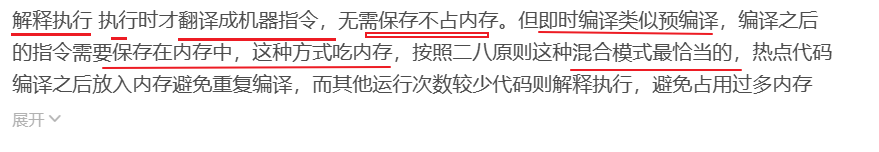 解释执行 执行时才翻译成机器指令，无需保存不占内存。但即时编译类似预编译，编译之后
的指令需要保存在内存中，这种方式吃内存，按照二八原则这种混合模式最恰当的，热点代码
编译之后放入内存避免重复编译，而其他运行次数较少代码则解释执行，避免占用过多内存
展开